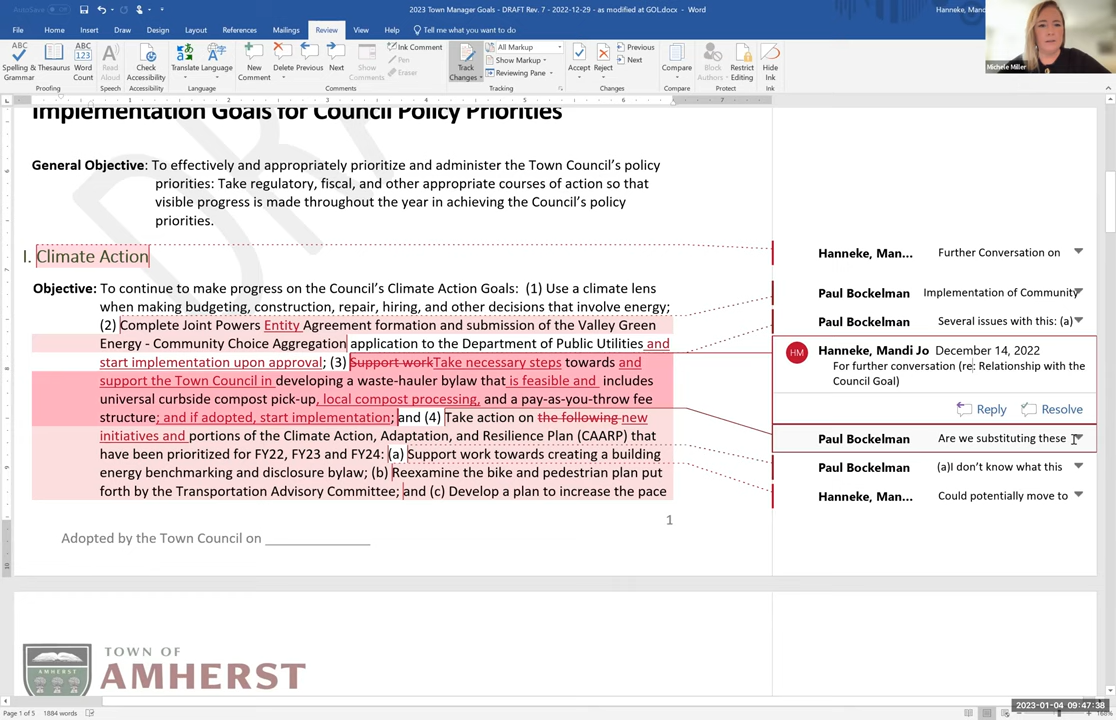 AutoSave
2023 Town Manager Goals - DRAFT Rev. 7 - 2022-12-29 - as modified at GOL.docx - Word
Hanneke, Mand
File Home Insert Draw Design Layout References Mailings Review View Help Tell me what you want to do
Spelling & Grammar
Thesaurus
Word Count
Read Aloud
Check Accessibility
Translate
Language
New Comment
Delete
Previous
Next
Show Comments
Ink Comment
Pen
Eraser
Track Changes
All Markup
Show Markup
Reviewing Pane
Accept
Reject
Previous
Next
Compare
Block Authors
Restrict Editing
Hide Ink
Proofing Speech Accessibility Language Comments Tracking Changes Compare Protect Ink
Michele Miller
Implementation Goals for Council Policy Priorities
General Objective: To effectively and appropriately prioritize and administer the Town Council's policy
priorities: Take regulatory, fiscal, and other appropriate courses of action so that
visible progress is made throughout the year in achieving the Council's policy
priorities.
I. Climate Action
Objective: To continue to make progress on the Council's Climate Action Goals: (1) Use a climate lens
when making budgeting, construction, repair, hiring, and other decisions that involve energy;
(2) Complete Joint Powers Entity Agreement formation and submission of the Valley Green
Energy - Community Choice Aggregation application to the Department of Public Utilities and
start implementation upon approval; (3) Support workTake necessary steps towards and
support the Town Council in developing a waste-hauler bylaw that is feasible and includes
universal curbside compost pick-up, local compost processing, and a pay-as-you-throw fee
structure; and if adopted, start implementation; and (4) Take action on the following new
initiatives and portions of the Climate Action, Adaptation, and Resilience Plan (CAARP) that
have been prioritized for FY22, FY23 and FY24: (a) Support work towards creating a building
energy benchmarking and disclosure bylaw; (b) Reexamine the bike and pedestrian plan put
forth by the Transportation Advisory Committee; and (c) Develop a plan to increase the pace
1
Adopted by the Town Council on ____________
Hanneke, Man... Further Conversation on
Paul Bockelman Implementation of Community
Paul Bockelman Several issues with this: (a)
HM Hanneke, Mandi Jo December 14, 2022
For further conversation (re: Relationship with the
Council Goal)
Reply Resolve
Paul Bockelman Are we substituting these
Paul Bockelman (a)I don't know what this
Hanneke, Man... Could potentially move to
DRA
TOWN OF
AMHERST
Page 1 of 5 1884 words
2023-01-04 09:47:38